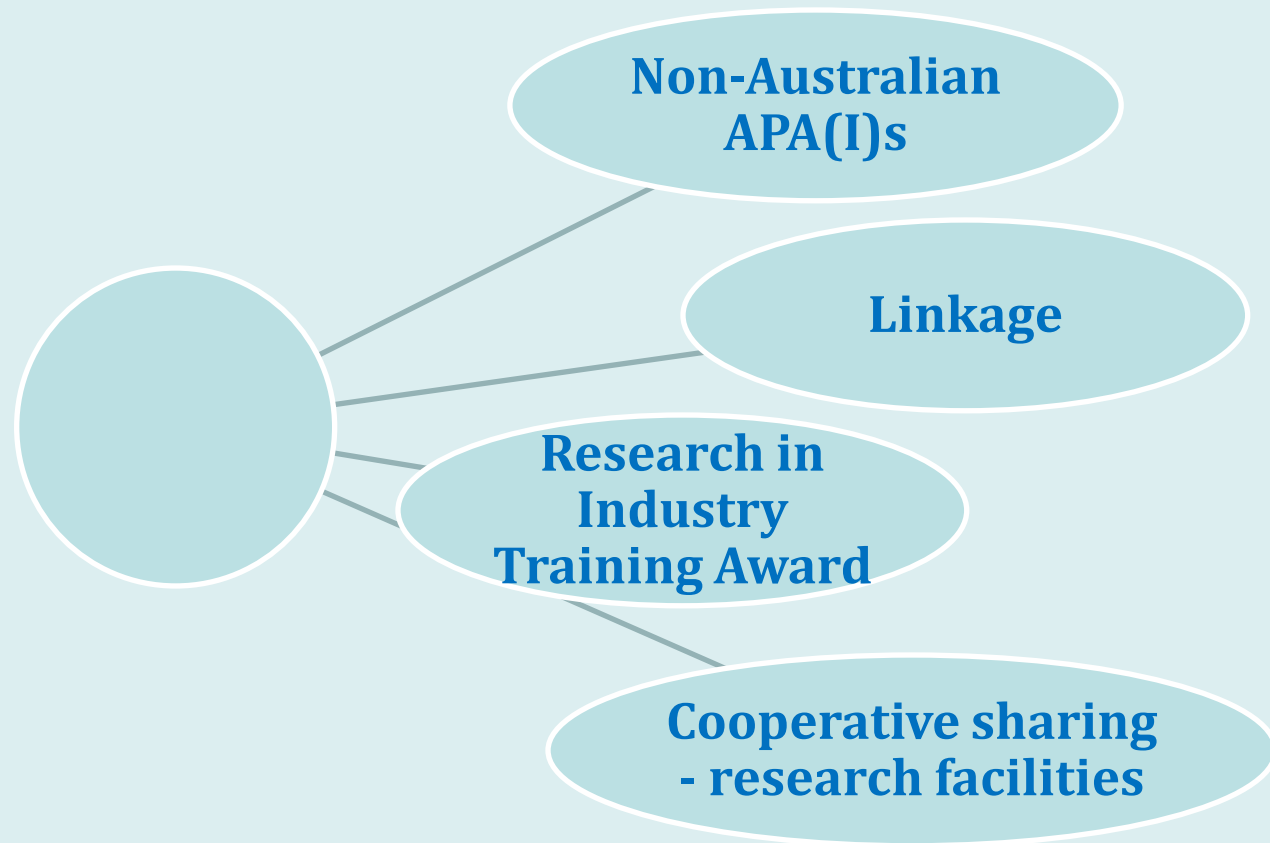 Non-Australian
APA(I)s
Linkage
Research in
Industry
Training Award
Cooperative sharing
- research facilities